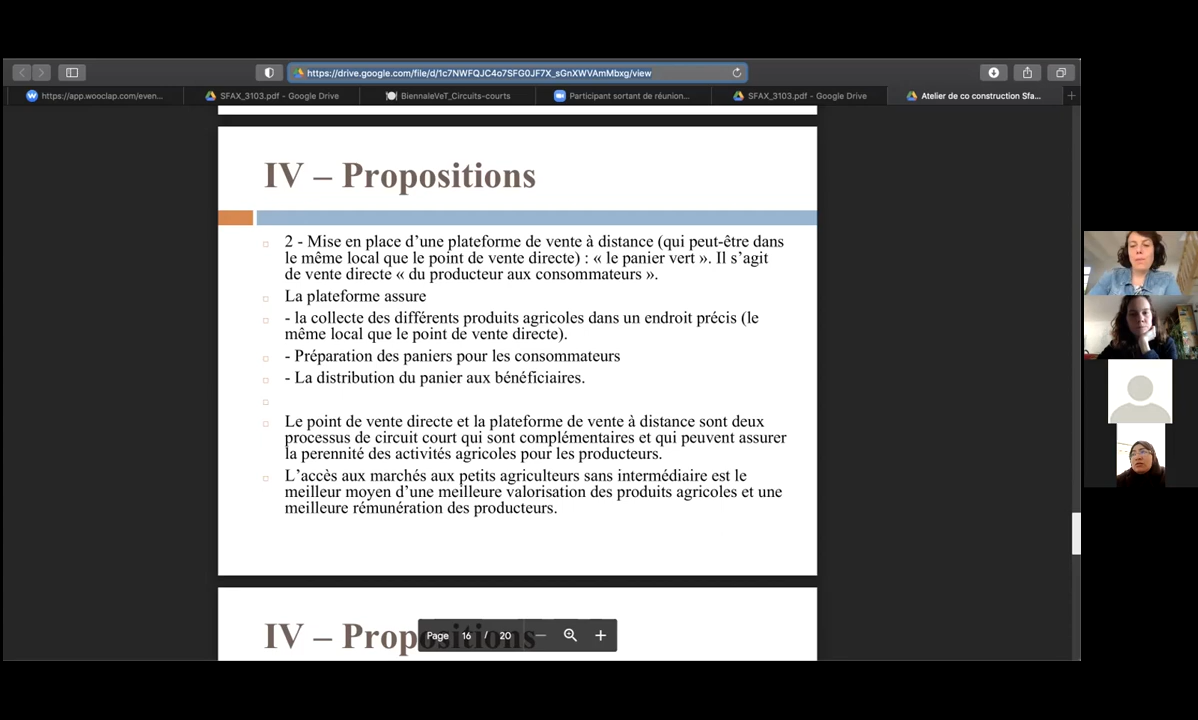 https://drive.google.com/file/d/1c7NWFQJC4o7SFG0JF7X_sGnXWVAmMbxg/view
https://app.wooclap.com/even...
SFAX_3103.pdf - Google Drive
BiennaleVeT_Circuits-courts
Participant sortant de réunion...
SFAX_3103.pdf - Google Drive
Atelier de co construction Sfa...
IV – Propositions
2 - Mise en place d’une plateforme de vente à distance (qui peut-être dans
le même local que le point de vente directe) : « le panier vert ». Il s’agit
de vente directe « du producteur aux consommateurs ».
La plateforme assure
- la collecte des différents produits agricoles dans un endroit précis (le
même local que le point de vente directe).
- Préparation des paniers pour les consommateurs
- La distribution du panier aux bénéficiaires.
Le point de vente directe et la plateforme de vente à distance sont deux
processus de circuit court qui sont complémentaires et qui peuvent assurer
la perennité des activités agricoles pour les producteurs.
L’accès aux marchés aux petits agriculteurs sans intermédiaire est le
meilleur moyen d’une meilleure valorisation des produits agricoles et une
meilleure rémunération des producteurs.
IV – Propositions
Page 16 / 20